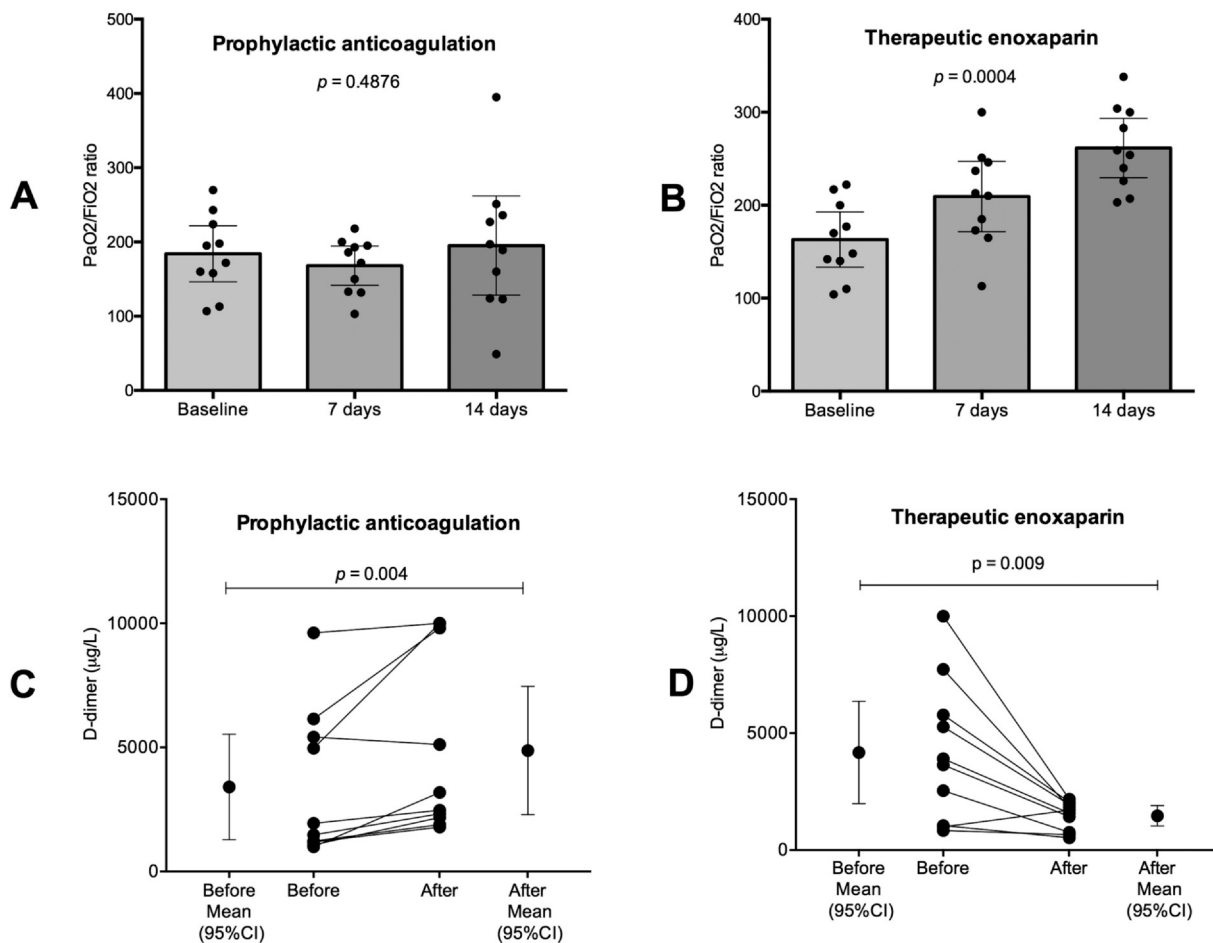 A
Prophylactic anticoagulation
p = 0.4876
PaO2/FiO2 ratio
500
400
300
200
100
0
Baseline
7 days
14 days
B
Therapeutic enoxaparin
p = 0.0004
PaO2/FiO2 ratio
400
300
200
100
0
Baseline
7 days
14 days
C
Prophylactic anticoagulation
p = 0.004
D-dimer (µg/L)
15000
10000
5000
0
Before
Mean
(95%CI)
Before
After
After
Mean
(95%CI)
D
Therapeutic enoxaparin
p = 0.009
D-dimer (µg/L)
15000
10000
5000
0
Before
Mean
(95%CI)
Before
After
After
Mean
(95%CI)